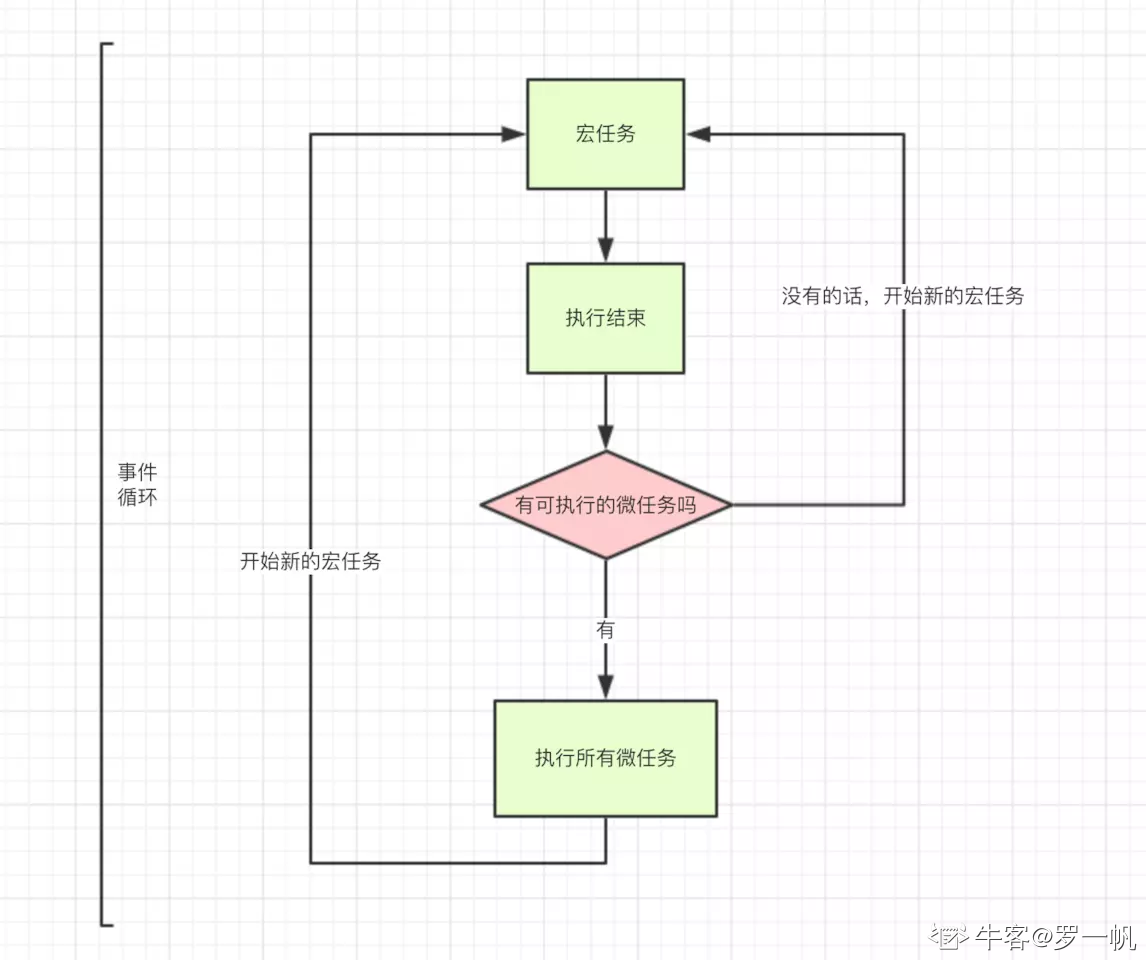 宏任务
执行结束
没有的话，开始新的宏任务
事件
循环
有可执行的微任务吗
开始新的宏任务
有
执行所有微任务
牛客@罗一帆